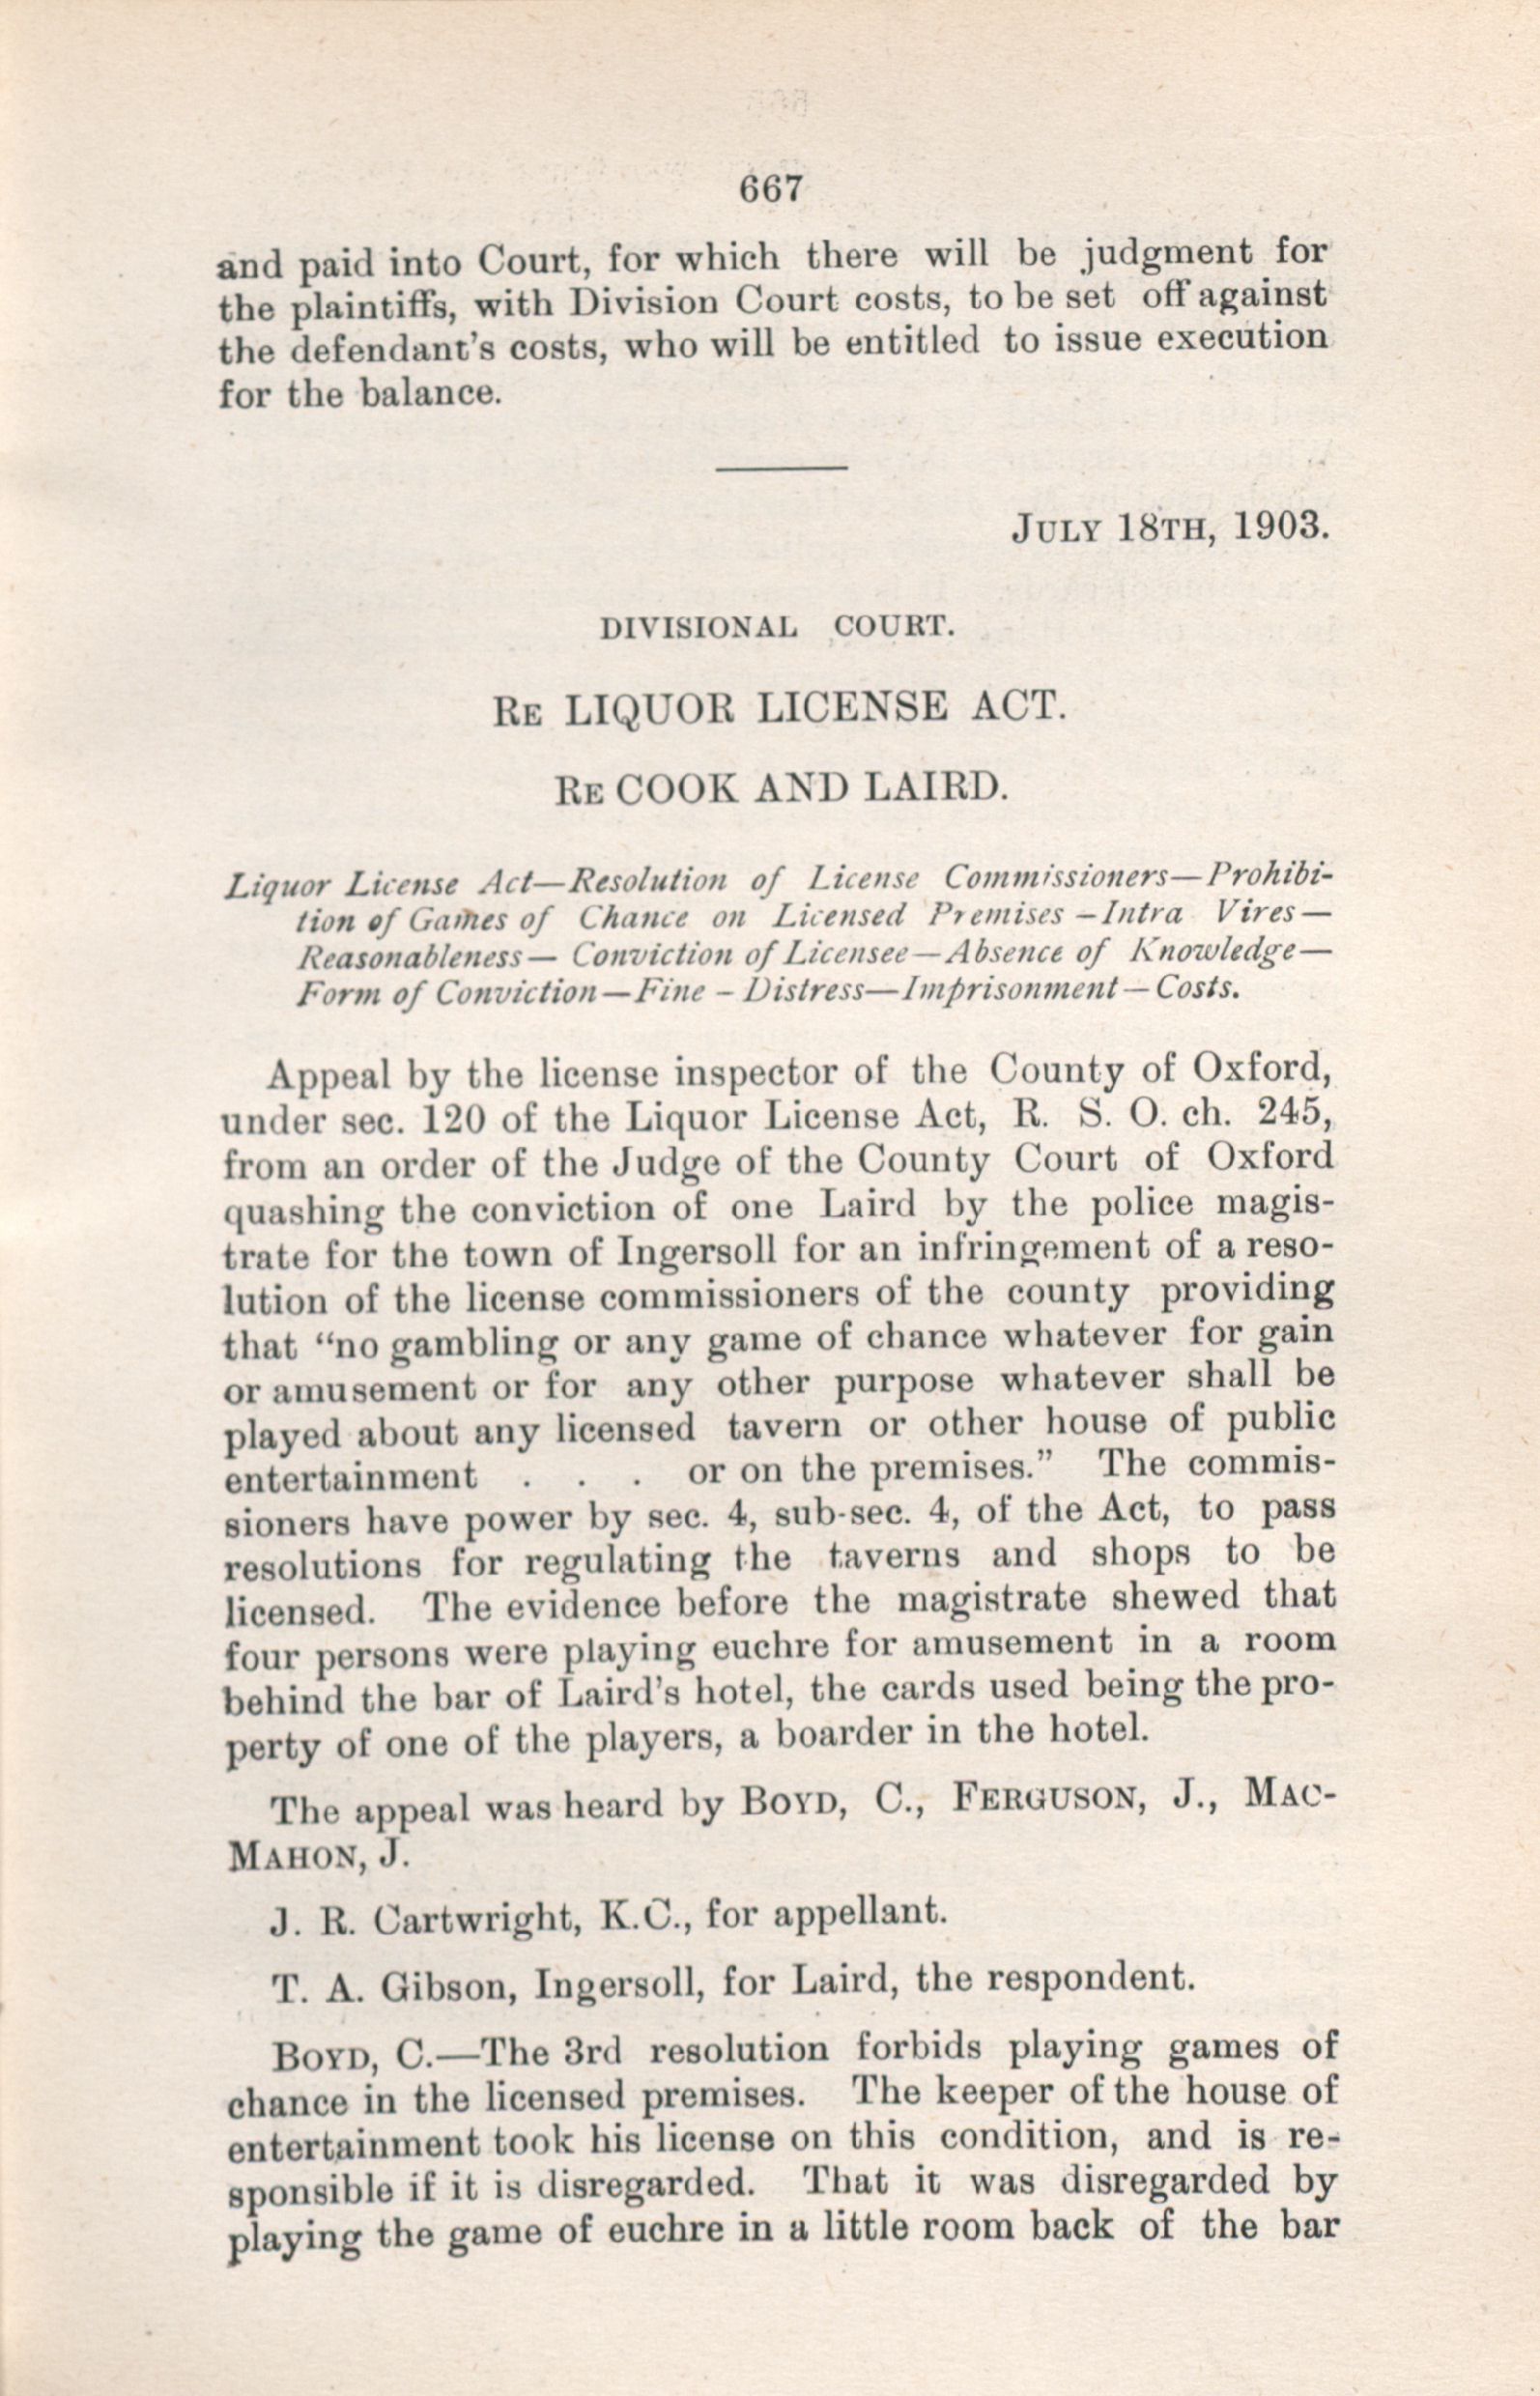 667
and paid into Court, for which there will be judgment for
the plaintiffs, with Division Court costs, to be set off against
the defendant's costs, who will be entitled to issue execution
for the balance.
JULY 18TH, 1903.
DIVISIONAL COURT.
RE LIQUOR LICENSE ACT.
RE COOK AND LAIRD.
Liquor License Act—Resolution of License Commissioners—Prohibi-
tion of Games of Chance on Licensed Premises—Intra Vires—
Reasonableness—Conviction of Licensee—Absence of Knowledge—
Form of Conviction—Fine—Distress—Imprisonment—Costs.
Appeal by the license inspector of the County of Oxford,
under sec. 120 of the Liquor License Act, R. S. O. ch. 245,
from an order of the Judge of the County Court of Oxford
quashing the conviction of one Laird by the police magis-
trate for the town of Ingersoll for an infringement of a reso-
lution of the license commissioners of the county providing
that “no gambling or any game of chance whatever for gain
or amusement or for any other purpose whatever shall be
played about any licensed tavern or other house of public
entertainment . . . or on the premises.” The commis-
sioners have power by sec. 4, sub-sec. 4, of the Act, to pass
resolutions for regulating the taverns and shops to be
licensed. The evidence before the magistrate shewed that
four persons were playing euchre for amusement in a room
behind the bar of Laird's hotel, the cards used being the pro-
perty of one of the players, a boarder in the hotel.
The appeal was heard by BOYD, C., FERGUSON, J., MAC-
MAHON, J.
J. R. Cartwright, K.C., for appellant.
T. A. Gibson, Ingersoll, for Laird, the respondent.
BOYD, C.—The 3rd resolution forbids playing games of
chance in the licensed premises. The keeper of the house of
entertainment took his license on this condition, and is re-
sponsible if it is disregarded. That it was disregarded by
playing the game of euchre in a little room back of the bar